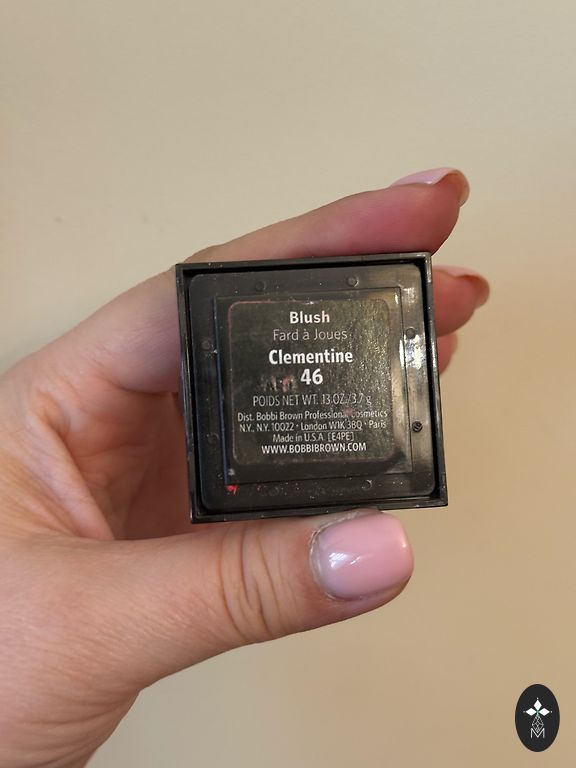 Blush
Fard à Joues
Clementine
46
POIDS NET WT. .13 OZ./3.7 g
Dist. Bobbi Brown Professional Cosmetics
N.Y., N.Y. 10022 • London W1K 3BQ • Paris
Made in U.S.A. [E4PE]
WWW.BOBBIBROWN.COM
M